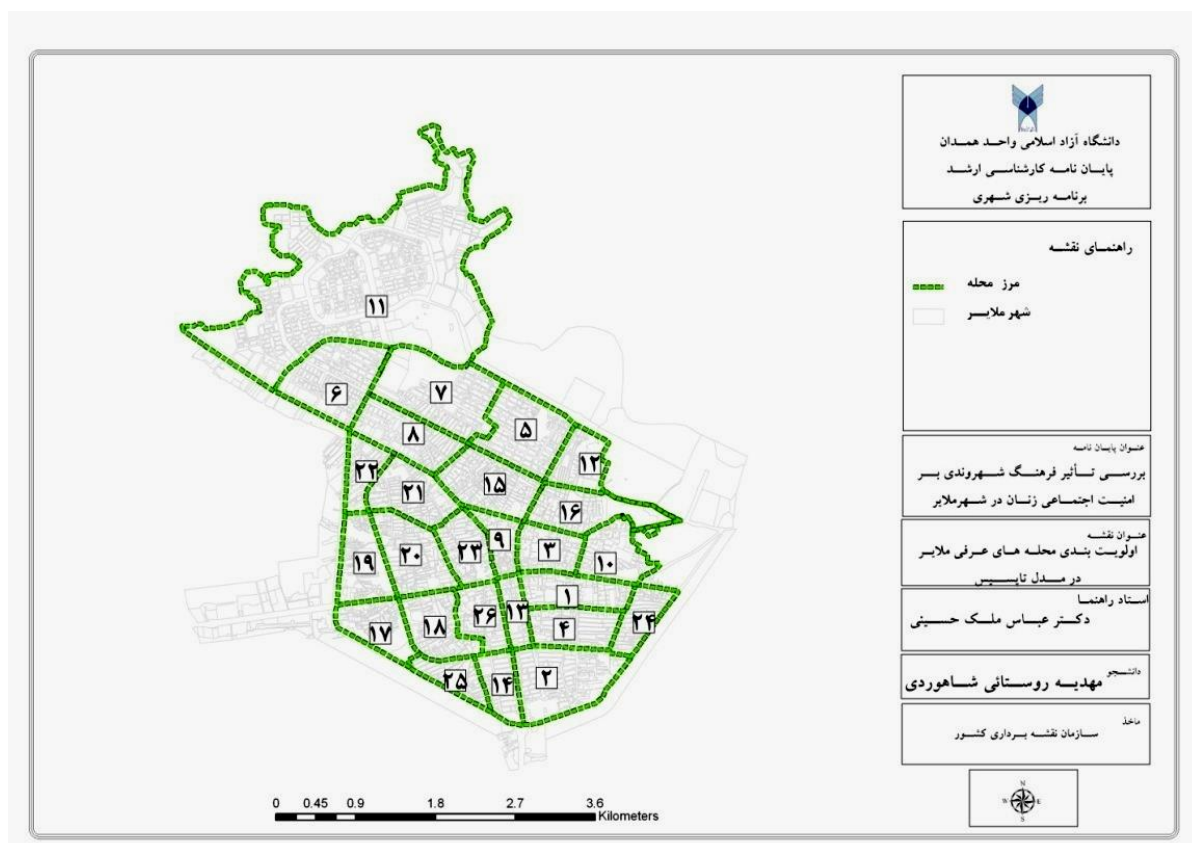 دانشگاه آزاد اسلامی واحد همدان
پایان نامه کارشناسی ارشد
برنامه ریزی شهری
راهنمای نقشه
مرز محله
شهر ملایر
عنوان پایان نامه
بررسی تأثیر فرهنگ شهروندی بر
امنیت اجتماعی زنان در شهرملایر
عنوان نقشه
اولویت بندی محله های عرفی ملایر
در مدل تاپسیس
استاد راهنما
دکتر عباس ملک حسینی
دانشجو
مهدیه روستائی شاهوردی
ماخذ
سازمان نقشه برداری کشور
N
W E
S
۱۱
۶
۷
۸
۵
۱۲
۲۲
۲۱
۱۵
۱۶
۱۹
۲۰
۲۳
۹
۳
۱۰
۱
۱۷
۱۸
۲۶
۱۳
۴
۲۴
۲۵
۱۴
۲
0 0.45 0.9 1.8 2.7 3.6
Kilometers